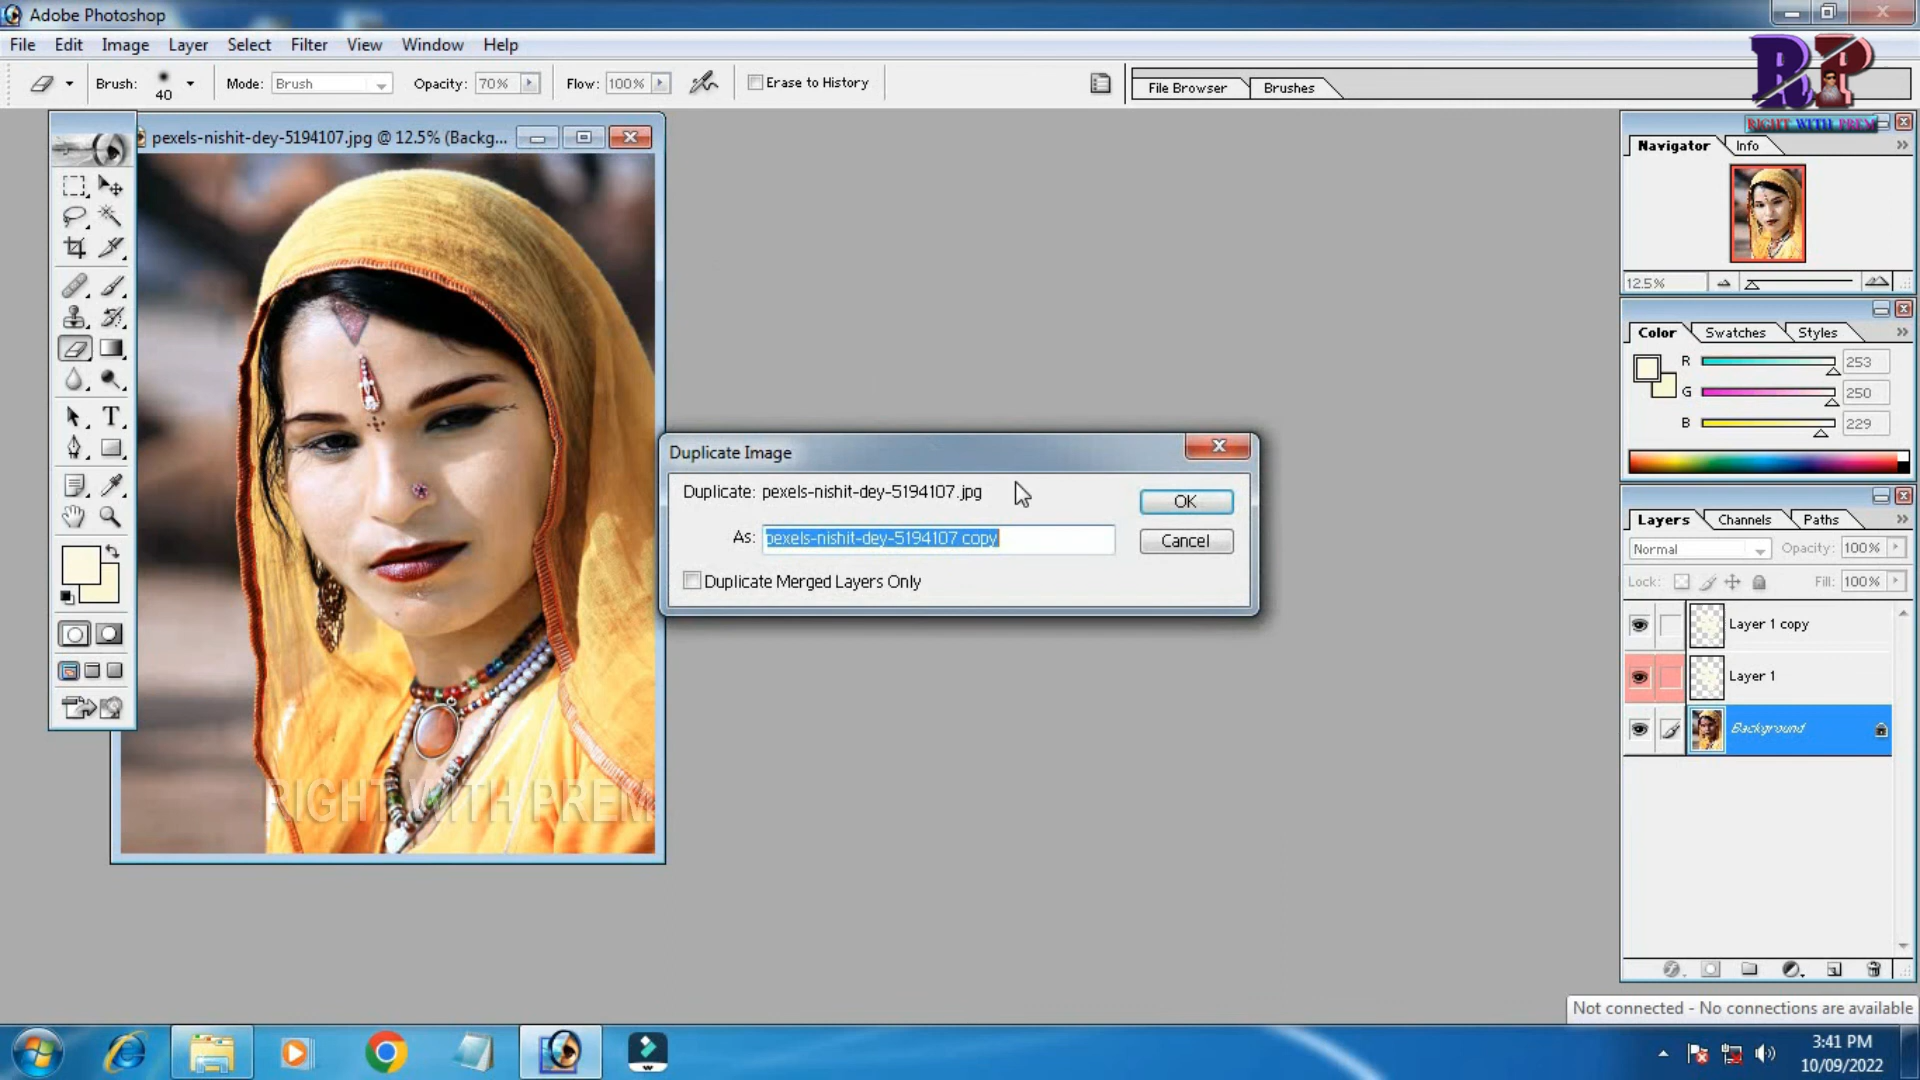 Adobe Photoshop
File Edit Image Layer Select Filter View Window Help
Brush: 40 Mode: Brush Opacity: 70% Flow: 100% Erase to History File Browser Brushes
RP
RIGHT WITH PREM
pexels-nishit-dey-5194107.jpg @ 12.5% (Backg...
Navigator Info
12.5%
Color Swatches Styles
R 253
G 250
B 229
Duplicate Image
Duplicate: pexels-nishit-dey-5194107.jpg
OK
As: pexels-nishit-dey-5194107 copy
Cancel
Duplicate Merged Layers Only
Layers Channels Paths
Normal Opacity: 100%
Lock: Fill: 100%
Layer 1 copy
Layer 1
Background
T
RIGHT WITH PREM
Not connected - No connections are available
3:41 PM
10/09/2022